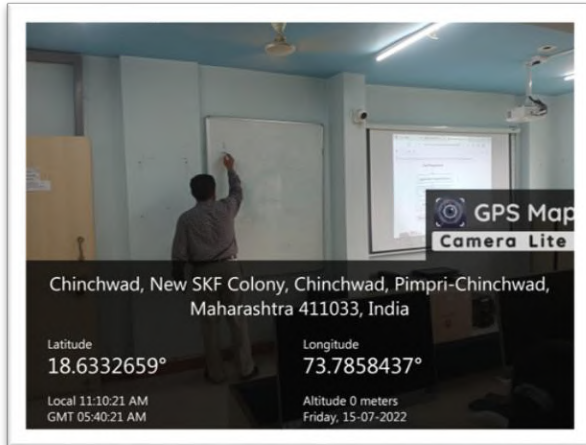 GPS Map
Camera Lite
Chinchwad, New SKF Colony, Chinchwad, Pimpri-Chinchwad,
Maharashtra 411033, India
Latitude
18.6332659°
Longitude
73.7858437°
Local 11:10:21 AM
GMT 05:40:21 AM
Altitude 0 meters
Friday, 15-07-2022